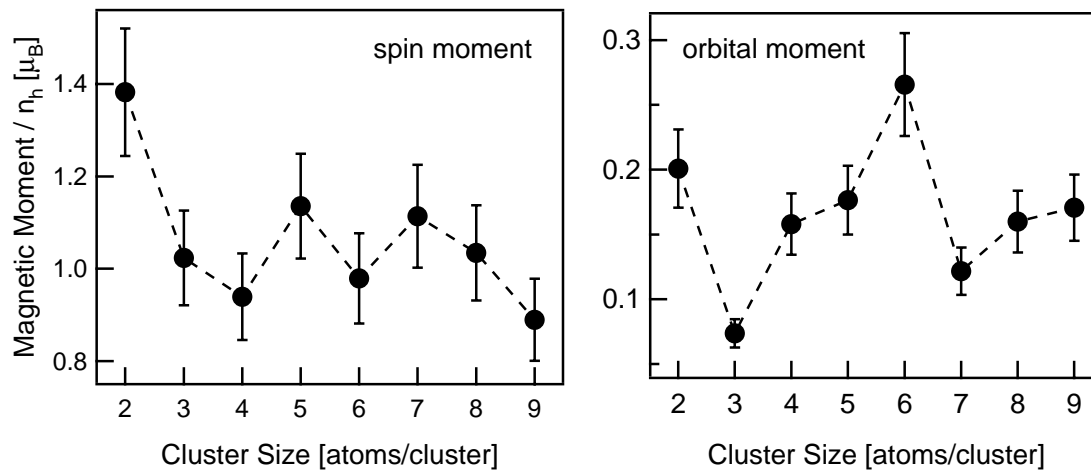 Magnetic Moment / n_h [μ_B]
spin moment
1.4
1.2
1.0
0.8
2 3 4 5 6 7 8 9
Cluster Size [atoms/cluster]
orbital moment
0.3
0.2
0.1
2 3 4 5 6 7 8 9
Cluster Size [atoms/cluster]